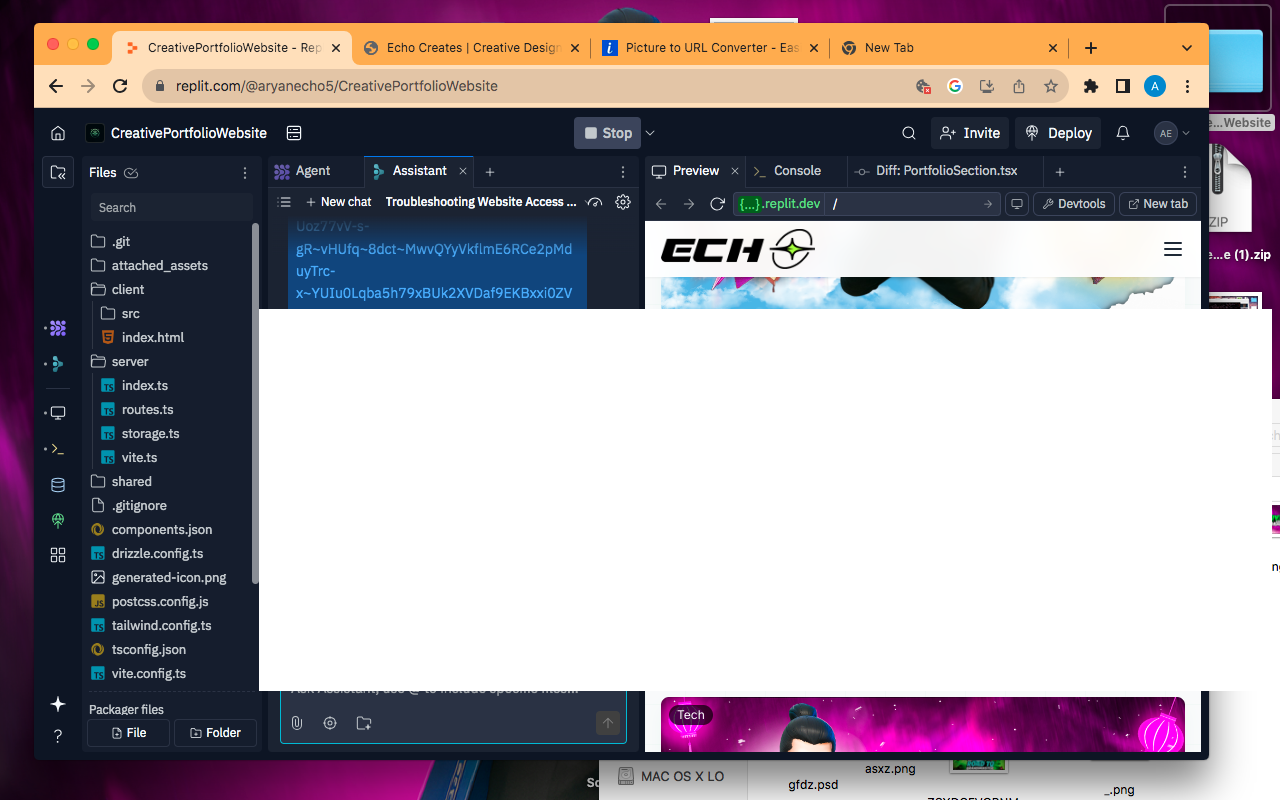 CreativePortfolioWebsite - Rep
Echo Creates | Creative Design
Picture to URL Converter - Eas
New Tab
replit.com/@aryanecho5/CreativePortfolioWebsite
A
CreativePortfolioWebsite
Stop
Invite
Deploy
AE
e...Website
Files
Agent
Assistant
Preview
Console
Diff: PortfolioSection.tsx
Search
New chat
Troubleshooting Website Access ...
{...}.replit.dev
/
Devtools
New tab
ZIP
e...e (1).zip
Uoz77vV-s-
gR~vHUfq~8dct~MwvQYyVkflmE6RCe2pMd
uyTrc-
x~YUIu0Lqba5h79xBUk2XVDaf9EKBxxi0ZV
ECH
.git
attached_assets
client
src
index.html
server
index.ts
routes.ts
storage.ts
vite.ts
shared
.gitignore
components.json
drizzle.config.ts
generated-icon.png
postcss.config.js
tailwind.config.ts
tsconfig.json
vite.config.ts
Packager files
File
Folder
Ask Assistant, use @ to include specific files...
Tech
MAC OS X LO
gfdz.psd
asxz.png
_.png